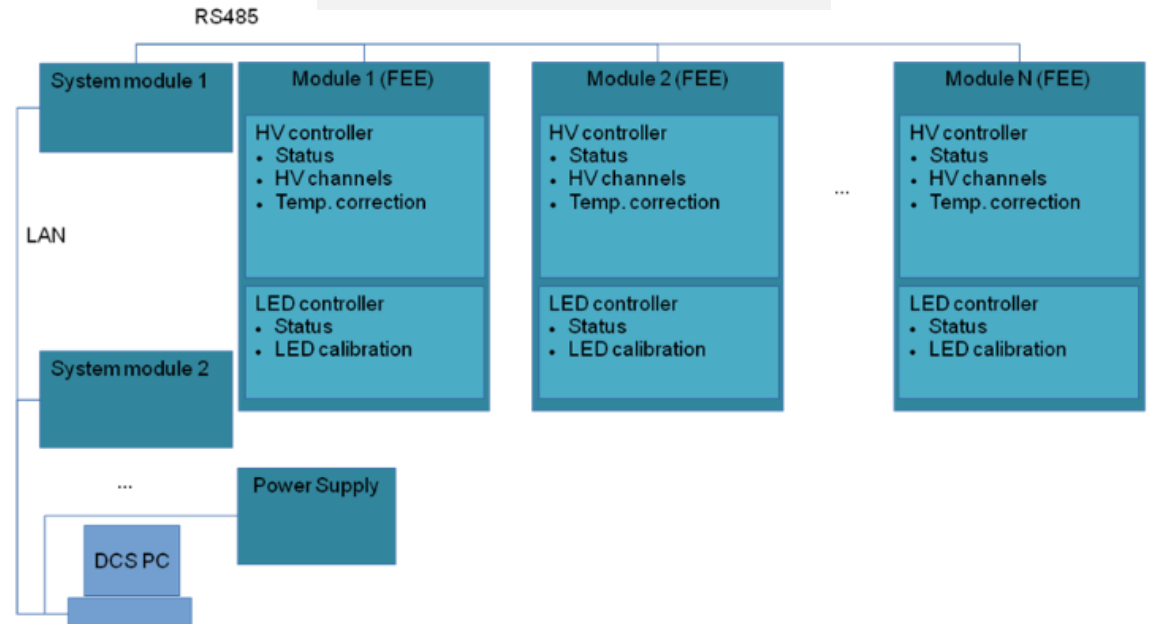 RS485
System module 1
Module 1 (FEE)
HV controller
• Status
• HV channels
• Temp. correction
LED controller
• Status
• LED calibration
Module 2 (FEE)
HV controller
• Status
• HV channels
• Temp. correction
LED controller
• Status
• LED calibration
...
Module N (FEE)
HV controller
• Status
• HV channels
• Temp. correction
LED controller
• Status
• LED calibration
LAN
System module 2
...
Power Supply
DCS PC